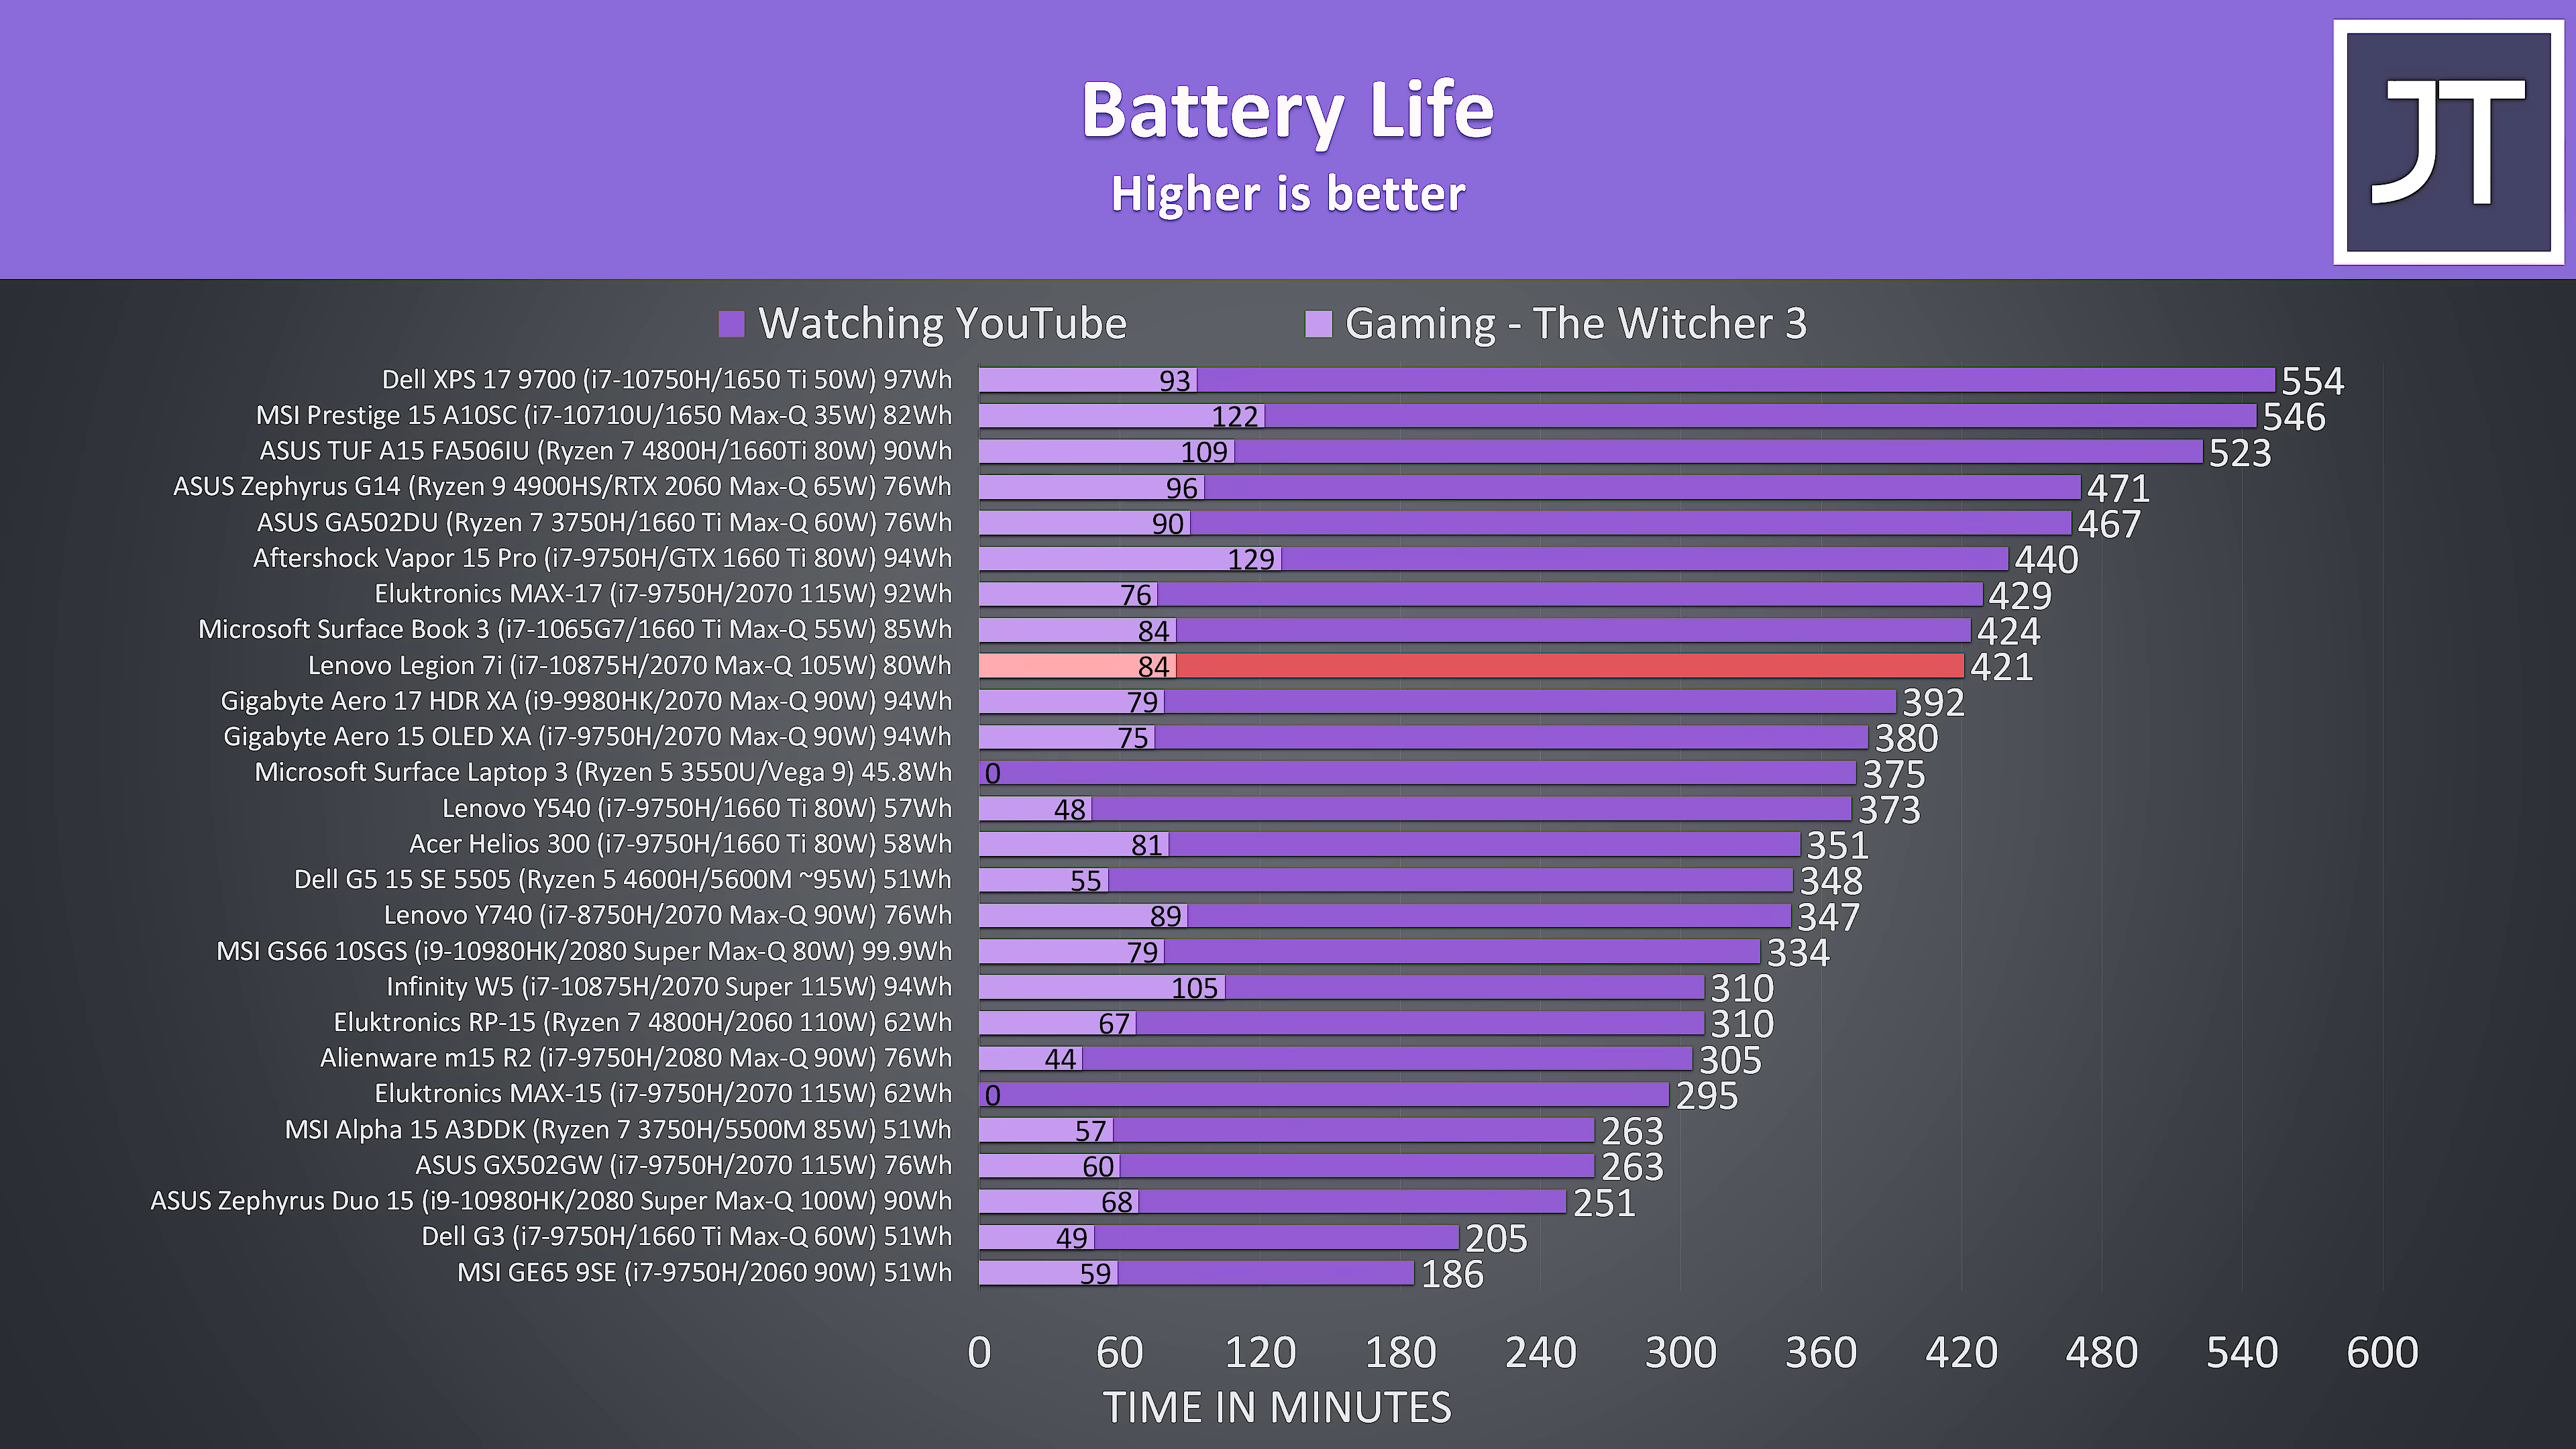 Battery Life
Higher is better
JT
Watching YouTube
Gaming - The Witcher 3
Dell XPS 17 9700 (i7-10750H/1650 Ti 50W) 97Wh 93 554
MSI Prestige 15 A10SC (i7-10710U/1650 Max-Q 35W) 82Wh 122 546
ASUS TUF A15 FA506IU (Ryzen 7 4800H/1660Ti 80W) 90Wh 109 523
ASUS Zephyrus G14 (Ryzen 9 4900HS/RTX 2060 Max-Q 65W) 76Wh 96 471
ASUS GA502DU (Ryzen 7 3750H/1660 Ti Max-Q 60W) 76Wh 90 467
Aftershock Vapor 15 Pro (i7-9750H/GTX 1660 Ti 80W) 94Wh 129 440
Eluktronics MAX-17 (i7-9750H/2070 115W) 92Wh 76 429
Microsoft Surface Book 3 (i7-1065G7/1660 Ti Max-Q 55W) 85Wh 84 424
Lenovo Legion 7i (i7-10875H/2070 Max-Q 105W) 80Wh 84 421
Gigabyte Aero 17 HDR XA (i9-9980HK/2070 Max-Q 90W) 94Wh 79 392
Gigabyte Aero 15 OLED XA (i7-9750H/2070 Max-Q 90W) 94Wh 75 380
Microsoft Surface Laptop 3 (Ryzen 5 3550U/Vega 9) 45.8Wh 0 375
Lenovo Y540 (i7-9750H/1660 Ti 80W) 57Wh 48 373
Acer Helios 300 (i7-9750H/1660 Ti 80W) 58Wh 81 351
Dell G5 15 SE 5505 (Ryzen 5 4600H/5600M ~95W) 51Wh 55 348
Lenovo Y740 (i7-8750H/2070 Max-Q 90W) 76Wh 89 347
MSI GS66 10SGS (i9-10980HK/2080 Super Max-Q 80W) 99.9Wh 79 334
Infinity W5 (i7-10875H/2070 Super 115W) 94Wh 105 310
Eluktronics RP-15 (Ryzen 7 4800H/2060 110W) 62Wh 67 310
Alienware m15 R2 (i7-9750H/2080 Max-Q 90W) 76Wh 44 305
Eluktronics MAX-15 (i7-9750H/2070 115W) 62Wh 0 295
MSI Alpha 15 A3DDK (Ryzen 7 3750H/5500M 85W) 51Wh 57 263
ASUS GX502GW (i7-9750H/2070 115W) 76Wh 60 263
ASUS Zephyrus Duo 15 (i9-10980HK/2080 Super Max-Q 100W) 90Wh 68 251
Dell G3 (i7-9750H/1660 Ti Max-Q 60W) 51Wh 49 205
MSI GE65 9SE (i7-9750H/2060 90W) 51Wh 59 186
0 60 120 180 240 300 360 420 480 540 600
TIME IN MINUTES